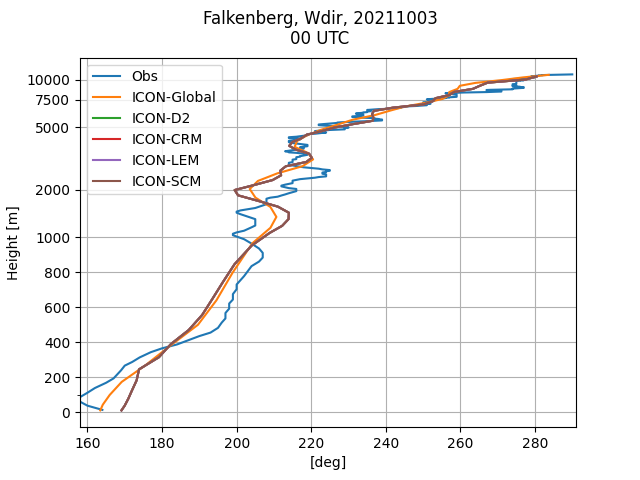 Falkenberg, Wdir, 20211003
00 UTC
Obs
ICON-Global
ICON-D2
ICON-CRM
ICON-LEM
ICON-SCM
10000
7500
5000
2000
1000
800
600
400
200
0
Height [m]
160 180 200 220 240 260 280
[deg]